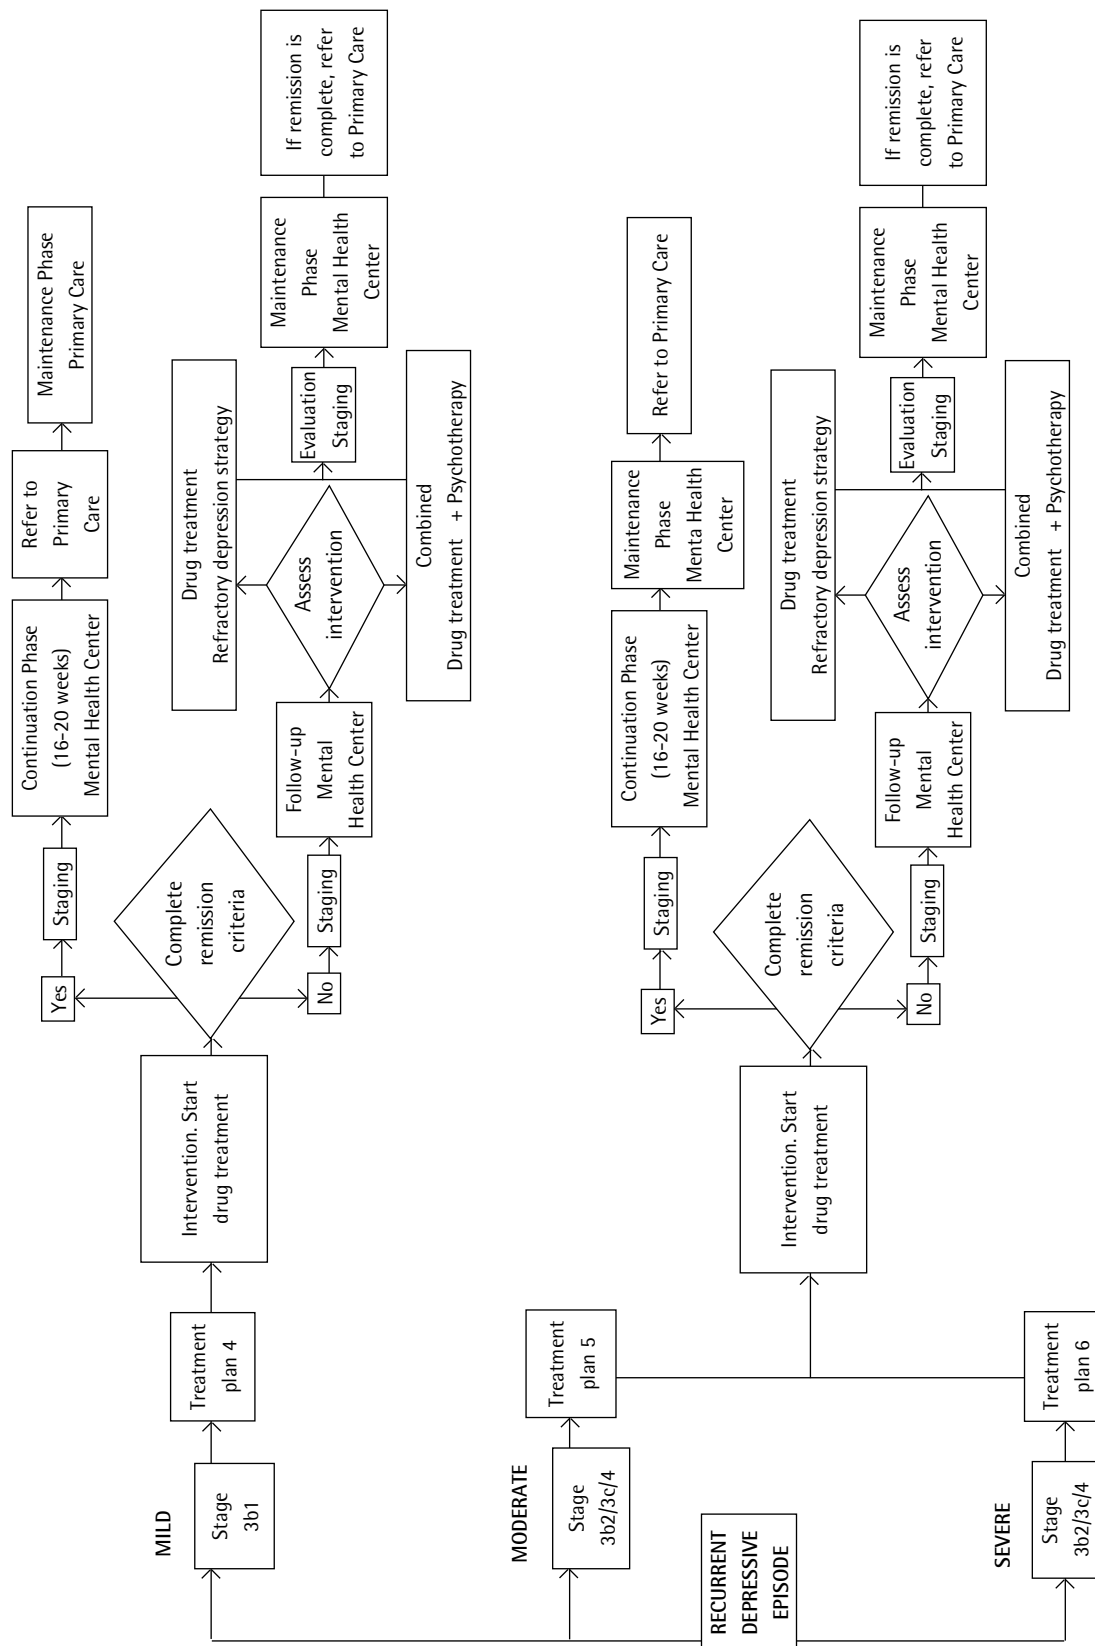 RECURRENT
DEPRESSIVE
EPISODE
MILD
Stage
3b1
Treatment
plan 4
Intervention. Start
drug treatment
Complete
remission
criteria
Yes
Staging
Continuation Phase
(16-20 weeks)
Mental Health Center
Refer to
Primary
Care
Maintenance Phase
Primary Care
No
Staging
Follow-up
Mental
Health Center
Assess
intervention
Drug treatment
Refractory depression strategy
Combined
Drug treatment + Psychotherapy
Evaluation
Staging
Maintenance
Phase
Mental Health
Center
If remission is
complete, refer
to Primary Care
MODERATE
Stage
3b2/3c/4
Treatment
plan 5
SEVERE
Stage
3b2/3c/4
Treatment
plan 6
Intervention. Start
drug treatment
Complete
remission
criteria
Yes
Staging
Continuation Phase
(16-20 weeks)
Mental Health Center
Maintenance
Phase
Menta Health
Center
Refer to Primary Care
No
Staging
Follow-up
Mental
Health Center
Assess
intervention
Drug treatment
Refractory depression strategy
Combined
Drug treatment + Psychotherapy
Evaluation
Staging
Maintenance
Phase
Mental Health
Center
If remission is
complete, refer
to Primary Care